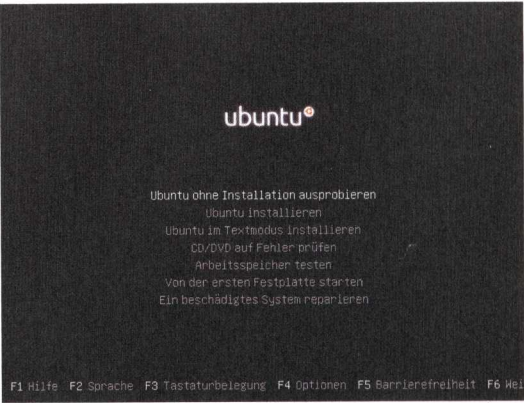 ubuntu
Ubuntu ohne Installation ausprobieren
Ubuntu installieren
Ubuntu im Textmodus installieren
CD/DVD auf Fehler prüfen
Arbeitsspeicher testen
Von der ersten Festplatte starten
Ein beschädigtes System reparieren
F1 Hilfe F2 Sprache F3 Tastaturbelegung F4 Optionen F5 Barrierefreiheit F6 Wei